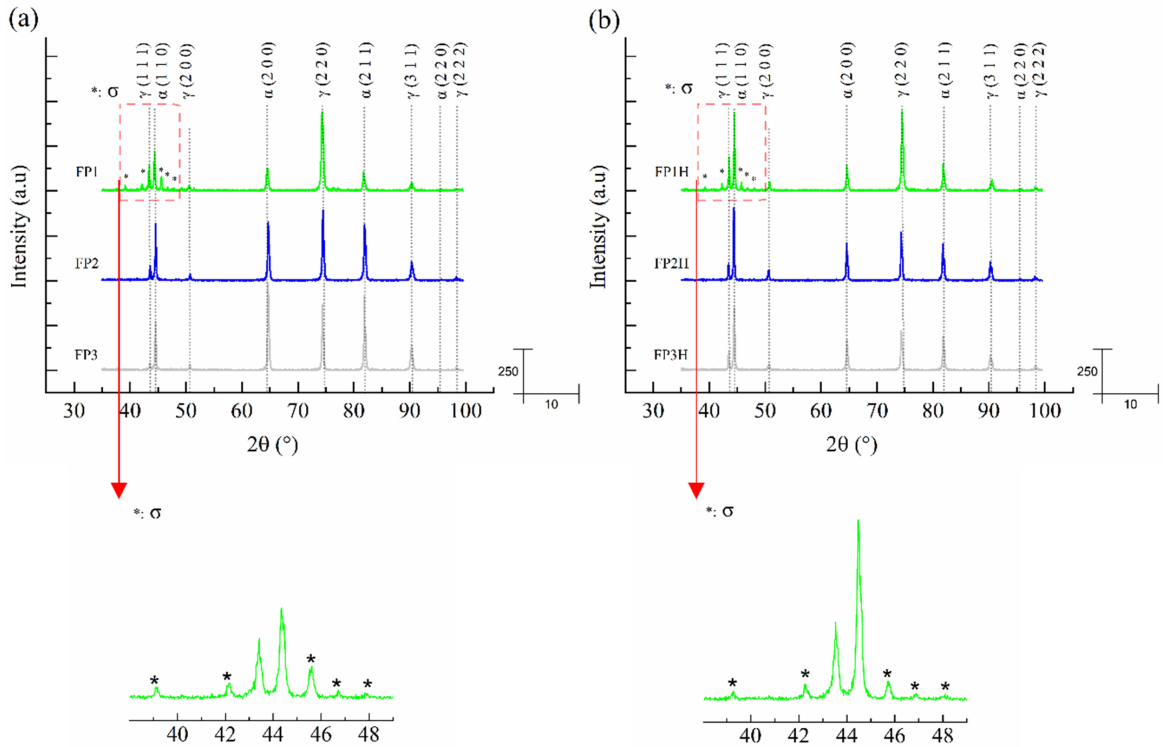 (a)
γ (1 1 1)
α (1 1 0)
γ (2 0 0)
α (2 0 0)
γ (2 2 0)
α (2 1 1)
γ (3 1 1)
α (2 2 0)
γ (2 2 2)
*: σ
* * * * *
FP1
FP2
FP3
Intensity (a.u)
250
10
30 40 50 60 70 80 90 100
2θ (°)
*: σ
* * * * *
40 42 44 46 48
(b)
γ (1 1 1)
α (1 1 0)
γ (2 0 0)
α (2 0 0)
γ (2 2 0)
α (2 1 1)
γ (3 1 1)
α (2 2 0)
γ (2 2 2)
*: σ
* * * * *
FP1H
FP2H
FP3H
Intensity (a.u)
250
10
30 40 50 60 70 80 90 100
2θ (°)
*: σ
* * * * *
40 42 44 46 48